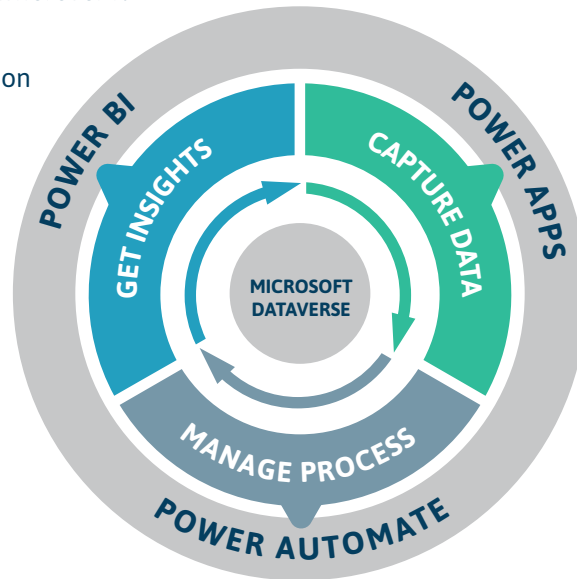 on
POWER BI
POWER APPS
GET INSIGHTS
CAPTURE DATA
MICROSOFT
DATAVERSE
MANAGE PROCESS
POWER AUTOMATE